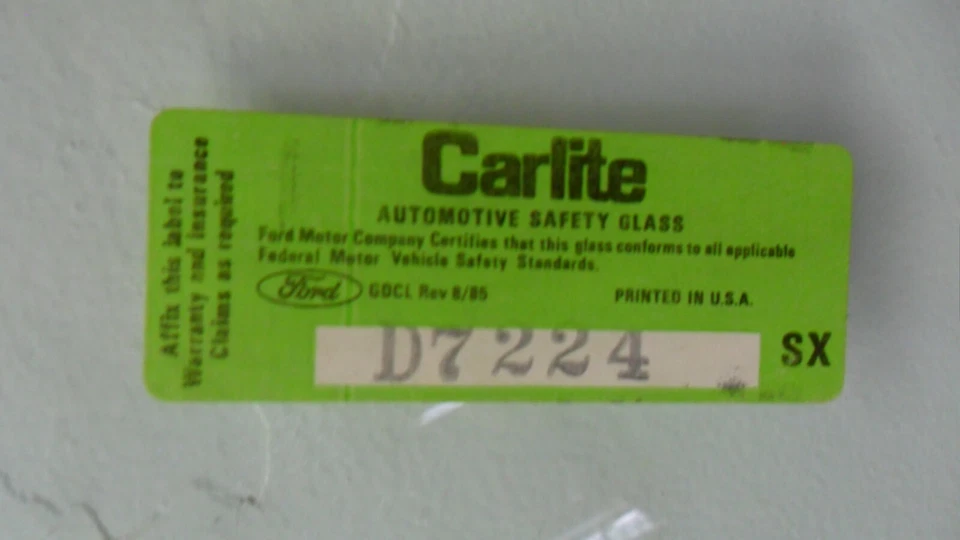 Affix this label to
Warranty and insurance
Claims as required
Carlite
AUTOMOTIVE SAFETY GLASS
Ford Motor Company Certifies that this glass conforms to all applicable
Federal Motor Vehicle Safety Standards.
Ford GDCL Rev 8/85 PRINTED IN U.S.A.
D7224 SX